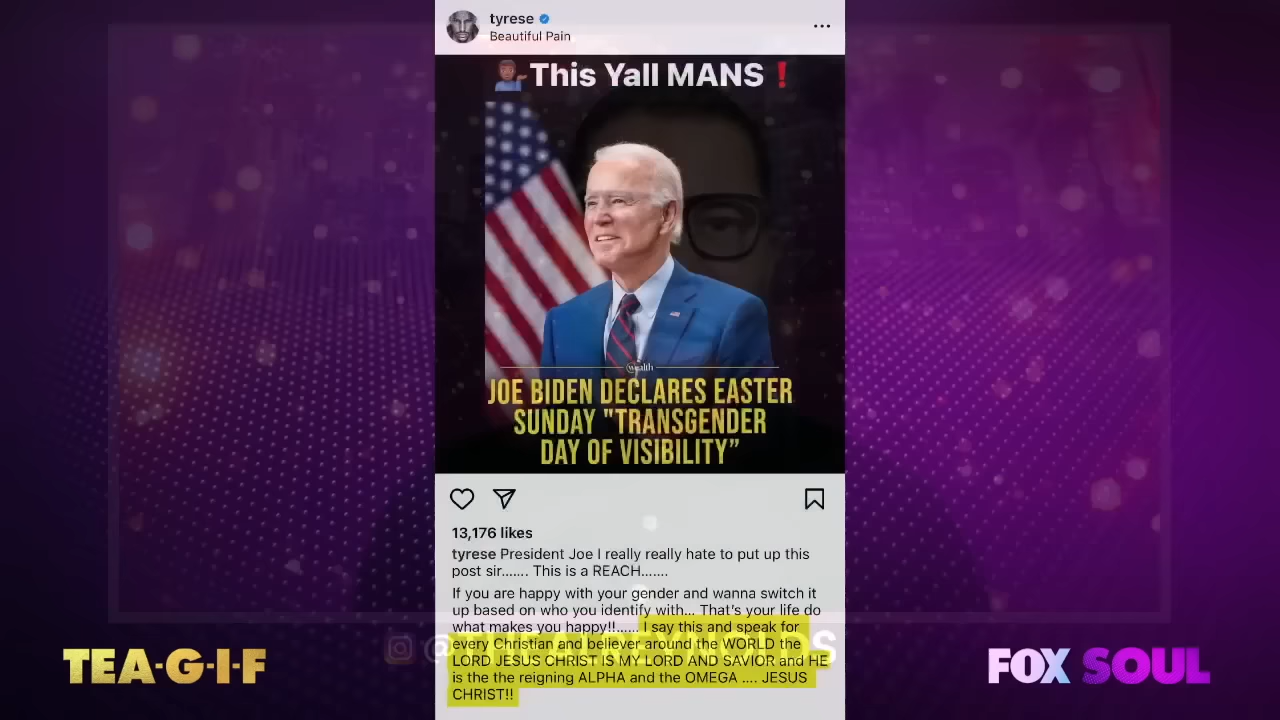 tyrese
Beautiful Pain
This Yall MANS❗
wealth
JOE BIDEN DECLARES EASTER
SUNDAY "TRANSGENDER
DAY OF VISIBILITY”
13,176 likes
tyrese President Joe I really really hate to put up this
post sir....... This is a REACH.......
If you are happy with your gender and wanna switch it
up based on who you identify with... That's your life do
what makes you happy!!...... I say this and speak for
every Christian and believer around the WORLD the
LORD JESUS CHRIST IS MY LORD AND SAVIOR and HE
is the the reigning ALPHA and the OMEGA .... JESUS
CHRIST!!
TEA-G-I-F
FOX SOUL